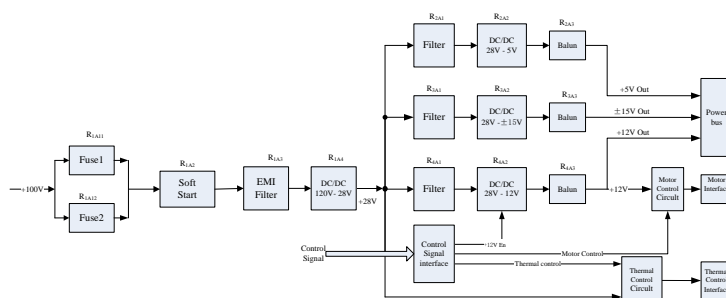 R2A1
R2A2
R2A3
Filter
DC/DC
28V - 5V
Balun
+5V Out
R3A1
R3A2
R3A3
Filter
DC/DC
28V - ±15V
Balun
±15V Out
Power
bus
+12V Out
R1A11
Fuse1
+100V
R1A12
Fuse2
R1A2
Soft
Start
R1A3
EMI
Filter
R1A4
DC/DC
120V- 28V
+28V
R4A1
R4A2
R4A3
Filter
DC/DC
28V - 12V
Balun
+12V
Motor
Control
Circuit
Motor
Interface
Control
Signal
Control
Signal
interface
+12V En
Motor Control
Thermal control
Thermal
Control
Circuit
Thermal
Control
Interface